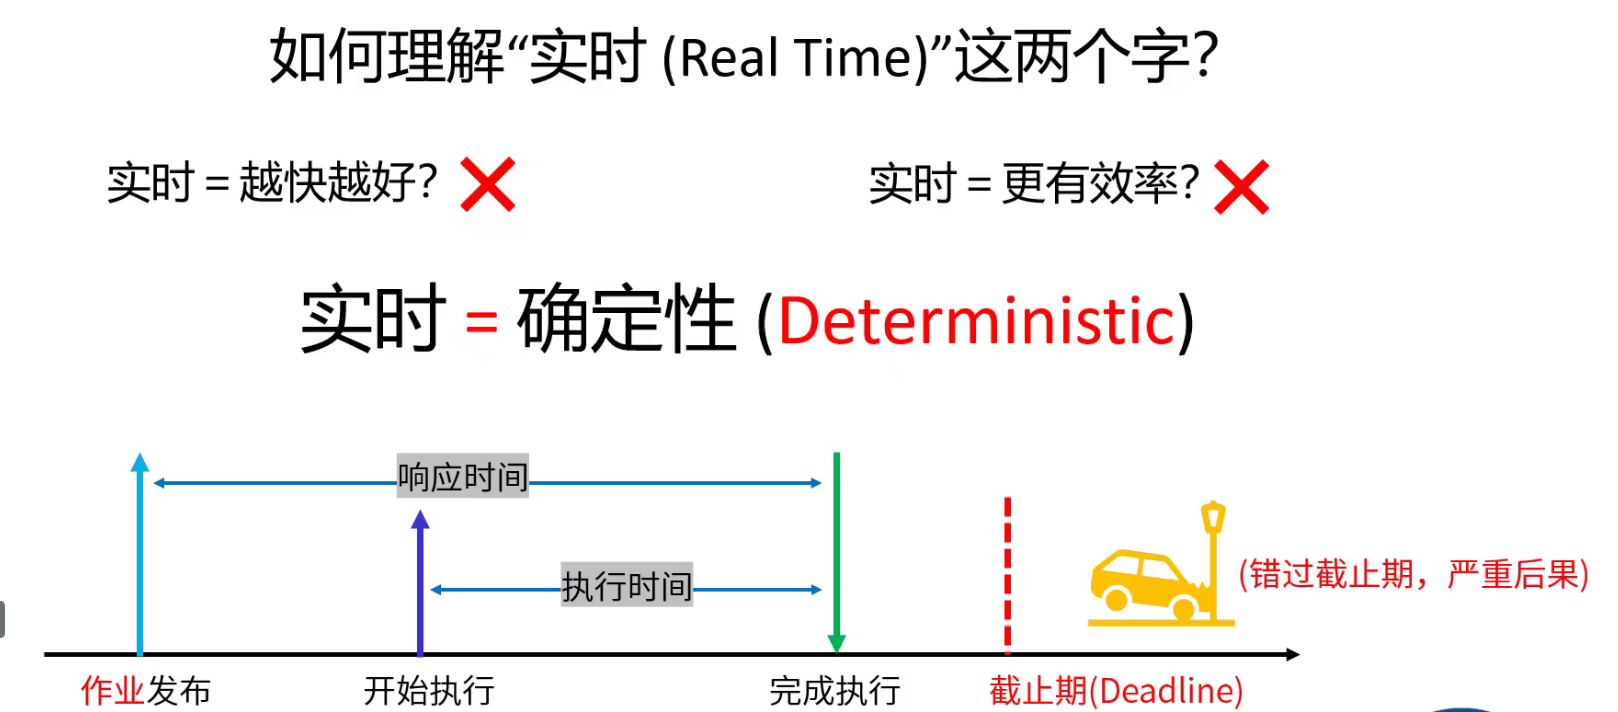 如何理解“实时 (Real Time)”这两个字?
实时 = 越快越好?
实时 = 更有效率?
实时 = 确定性 (Deterministic)
响应时间
执行时间
(错过截止期，严重后果)
作业发布
开始执行
完成执行
截止期(Deadline)